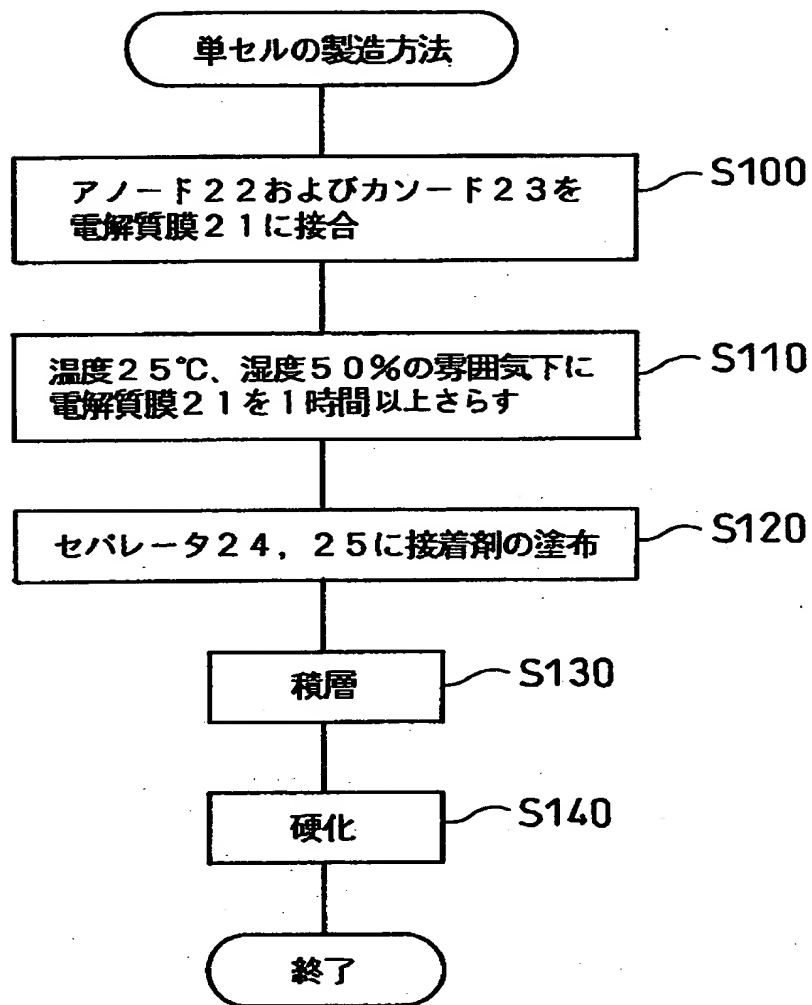 単セルの製造方法
アノード２２およびカソード２３を
電解質膜２１に接合
S100
温度２５℃、湿度５０％の雰囲気下に
電解質膜２１を１時間以上さらす
S110
セパレータ２４，２５に接着剤の塗布
S120
積層
S130
硬化
S140
終了